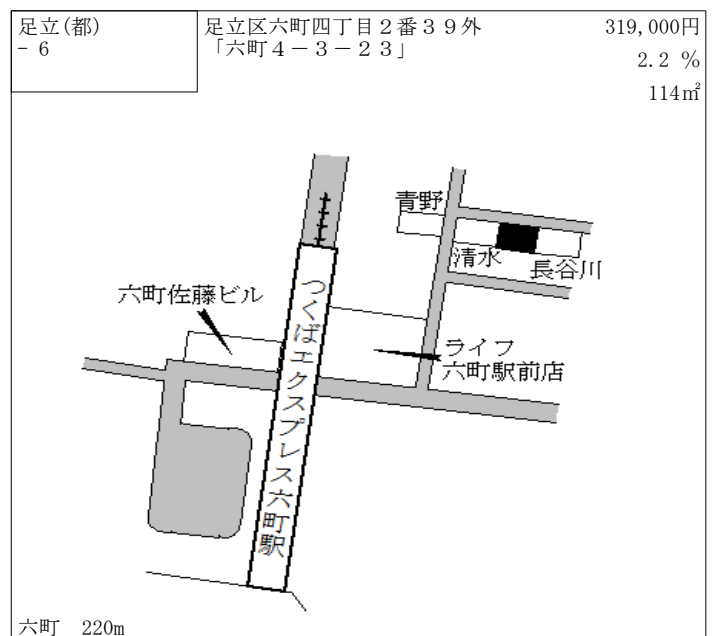 足立(都)
- 6
足立区六町四丁目２番３９外
「六町４－３－２３」
319,000円
2.2 %
114㎡
青野
清水
長谷川
六町佐藤ビル
つくばエクスプレス六町駅
ライフ
六町駅前店
六町 220m